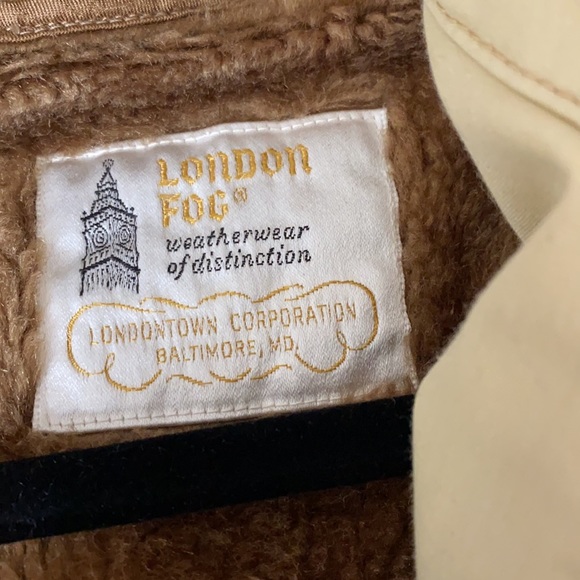 LONDON
FOG®
weatherwear
of distinction
LONDONTOWN CORPORATION
BALTIMORE, MD.